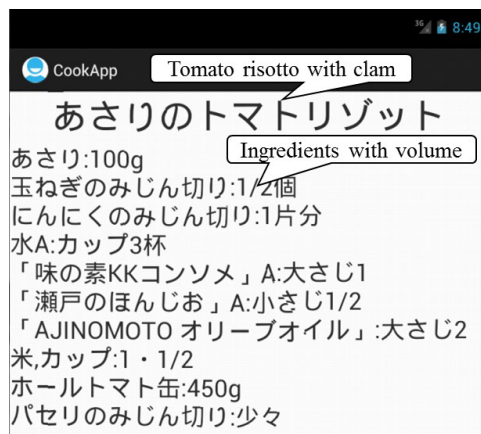 3G 8:49
CookApp
Tomato risotto with clam
あさりのトマトリゾット
Ingredients with volume
あさり:100g
玉ねぎのみじん切り:1/2個
にんにくのみじん切り:1片分
水A:カップ3杯
「味の素KKコンソメ」A:大さじ1
「瀬戸のほんじお」A:小さじ1/2
「AJINOMOTO オリーブオイル」:大さじ2
米,カップ:1・1/2
ホールトマト缶:450g
パセリのみじん切り:少々